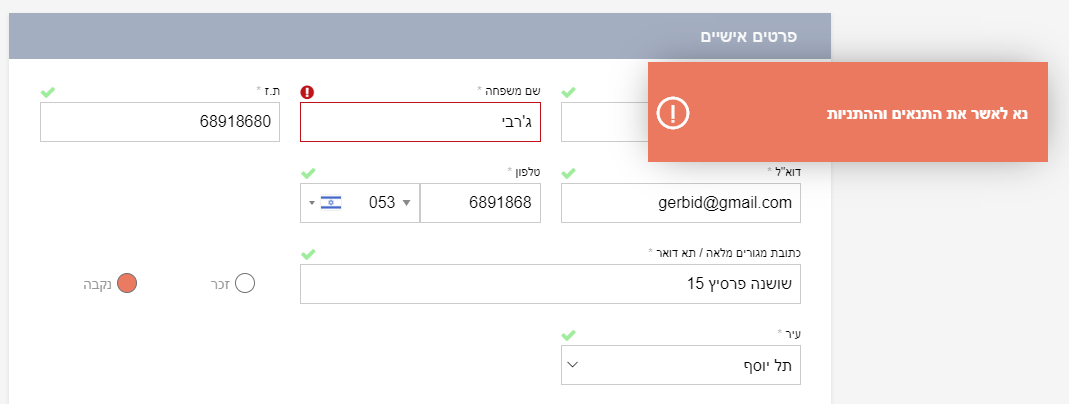 פרטים אישיים
נא לאשר את התנאים וההתניות
שם משפחה *
ת.ז *
ג'רבי
68918680
דוא"ל *
טלפון *
gerbid@gmail.com
6891868
053
כתובת מגורים מלאה / תא דואר *
שושנה פרסיץ 15
זכר
נקבה
עיר *
תל יוסף